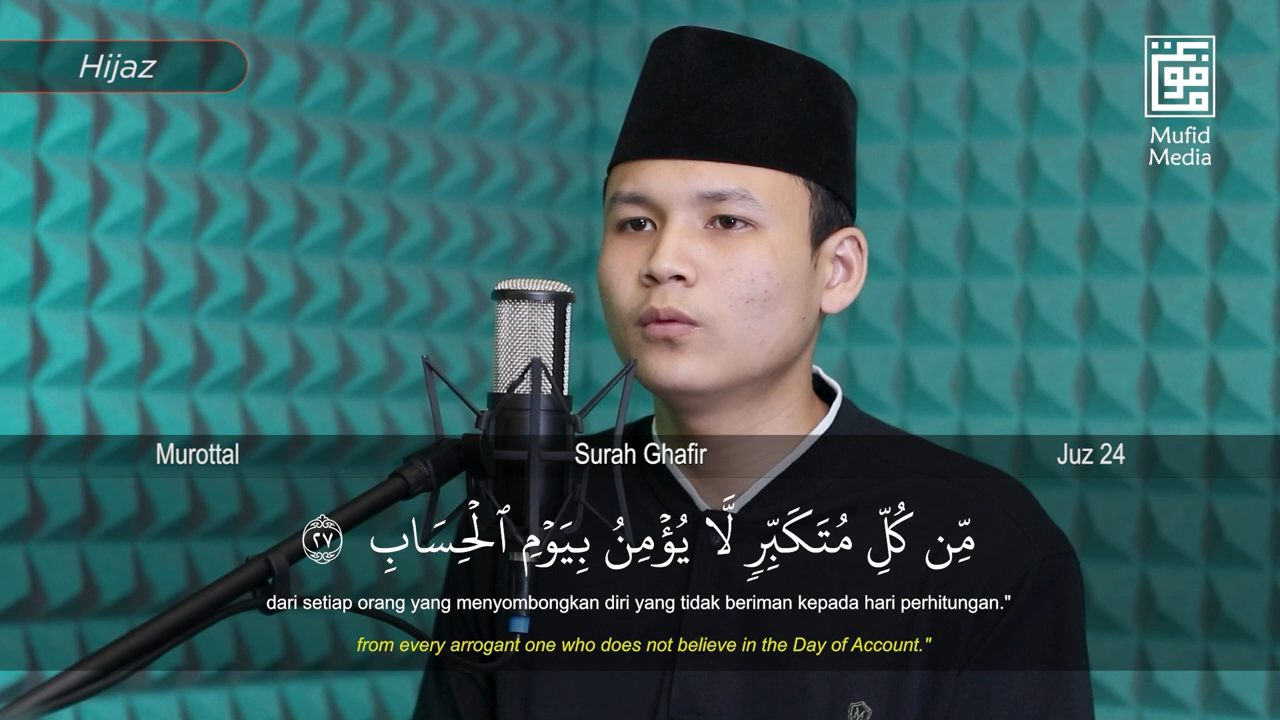 Hijaz
Mufid
Media
Murottal
Surah Ghafir
Juz 24
مِّن كُلِّ مُتَكَبِّرٍ لَّا يُؤْمِنُ بِيَوْمِ ٱلْحِسَابِ ٢٧
dari setiap orang yang menyombongkan diri yang tidak beriman kepada hari perhitungan."
from every arrogant one who does not believe in the Day of Account."